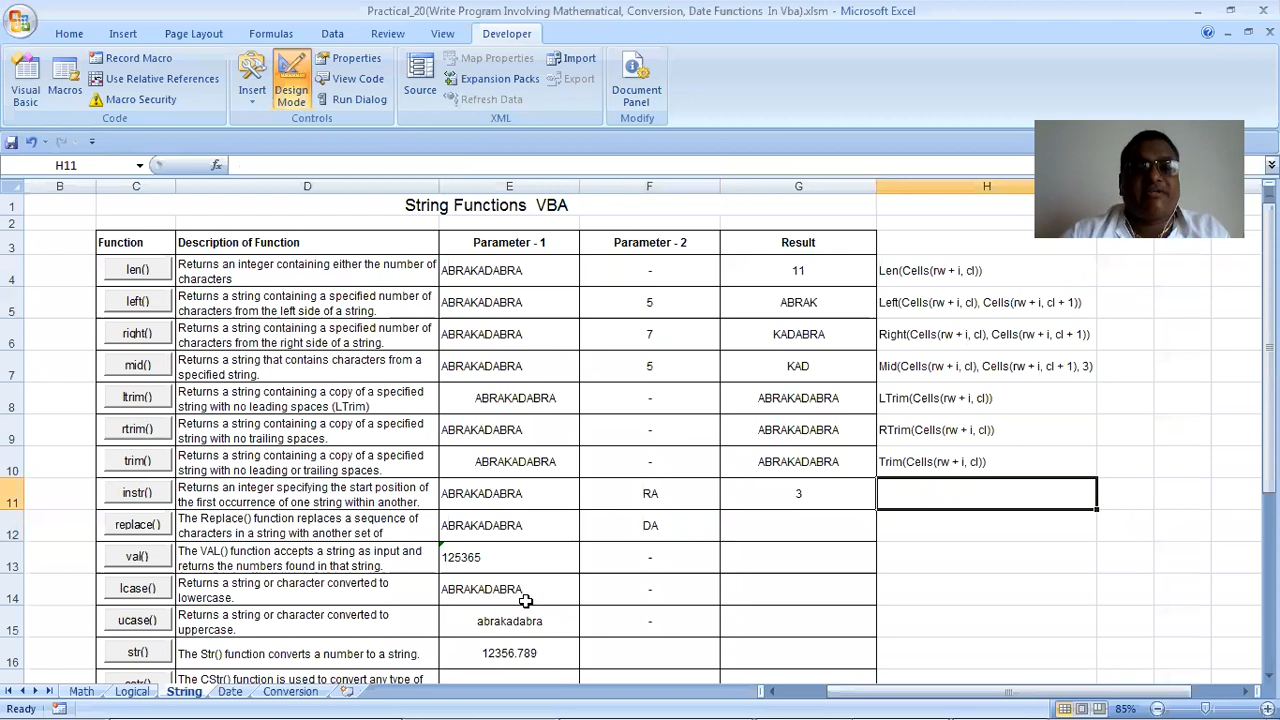 Practical_20(Write Program Involving Mathematical, Conversion, Date Functions In Vba).xlsm - Microsoft Excel
Home Insert Page Layout Formulas Data Review View Developer
Visual Basic
Macros
Record Macro
Use Relative References
Macro Security
Code
Insert
Design Mode
Properties
View Code
Run Dialog
Controls
Source
Map Properties
Expansion Packs
Refresh Data
Import
Export
XML
Document Panel
Modify
H11
fx
B C D E F G H
1 String Functions VBA
2
3 Function Description of Function Parameter - 1 Parameter - 2 Result
4 len() Returns an integer containing either the number of characters ABRAKADABRA - 11 Len(Cells(rw + i, cl))
5 left() Returns a string containing a specified number of characters from the left side of a string. ABRAKADABRA 5 ABRAK Left(Cells(rw + i, cl), Cells(rw + i, cl + 1))
6 right() Returns a string containing a specified number of characters from the right side of a string. ABRAKADABRA 7 KADABRA Right(Cells(rw + i, cl), Cells(rw + i, cl + 1))
7 mid() Returns a string that contains characters from a specified string. ABRAKADABRA 5 KAD Mid(Cells(rw + i, cl), Cells(rw + i, cl + 1), 3)
8 ltrim() Returns a string containing a copy of a specified string with no leading spaces (LTrim) ABRAKADABRA - ABRAKADABRA LTrim(Cells(rw + i, cl))
9 rtrim() Returns a string containing a copy of a specified string with no trailing spaces. ABRAKADABRA - ABRAKADABRA RTrim(Cells(rw + i, cl))
10 trim() Returns a string containing a copy of a specified string with no leading or trailing spaces. ABRAKADABRA - ABRAKADABRA Trim(Cells(rw + i, cl))
11 instr() Returns an integer specifying the start position of the first occurrence of one string within another. ABRAKADABRA RA 3
12 replace() The Replace() function replaces a sequence of characters in a string with another set of ABRAKADABRA DA
13 val() The VAL() function accepts a string as input and returns the numbers found in that string. 125365 -
14 lcase() Returns a string or character converted to lowercase. ABRAKADABRA -
15 ucase() Returns a string or character converted to uppercase. abrakadabra -
16 str() The Str() function converts a number to a string. 12356.789
The CStr() function is used to convert any type of
Math Logical String Date Conversion
Ready 85%